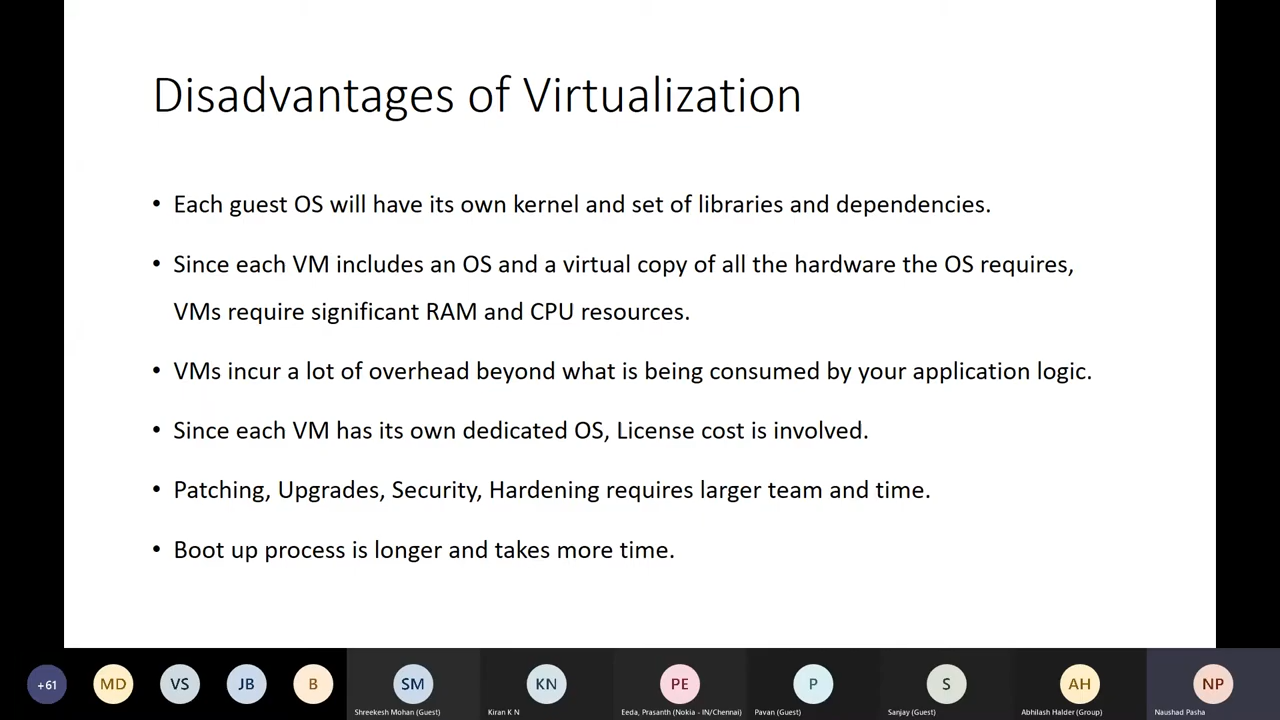 Disadvantages of Virtualization
• Each guest OS will have its own kernel and set of libraries and dependencies.
• Since each VM includes an OS and a virtual copy of all the hardware the OS requires,
VMs require significant RAM and CPU resources.
• VMs incur a lot of overhead beyond what is being consumed by your application logic.
• Since each VM has its own dedicated OS, License cost is involved.
• Patching, Upgrades, Security, Hardening requires larger team and time.
• Boot up process is longer and takes more time.
+61 MD VS JB B SM KN PE P S AH NP
Shreekesh Mohan (Guest) Kiran K N Eeda, Prasanth (Nokia - IN/Chennai) Pavan (Guest) Sanjay (Guest) Abhilash Halder (Group) Naushad Pasha